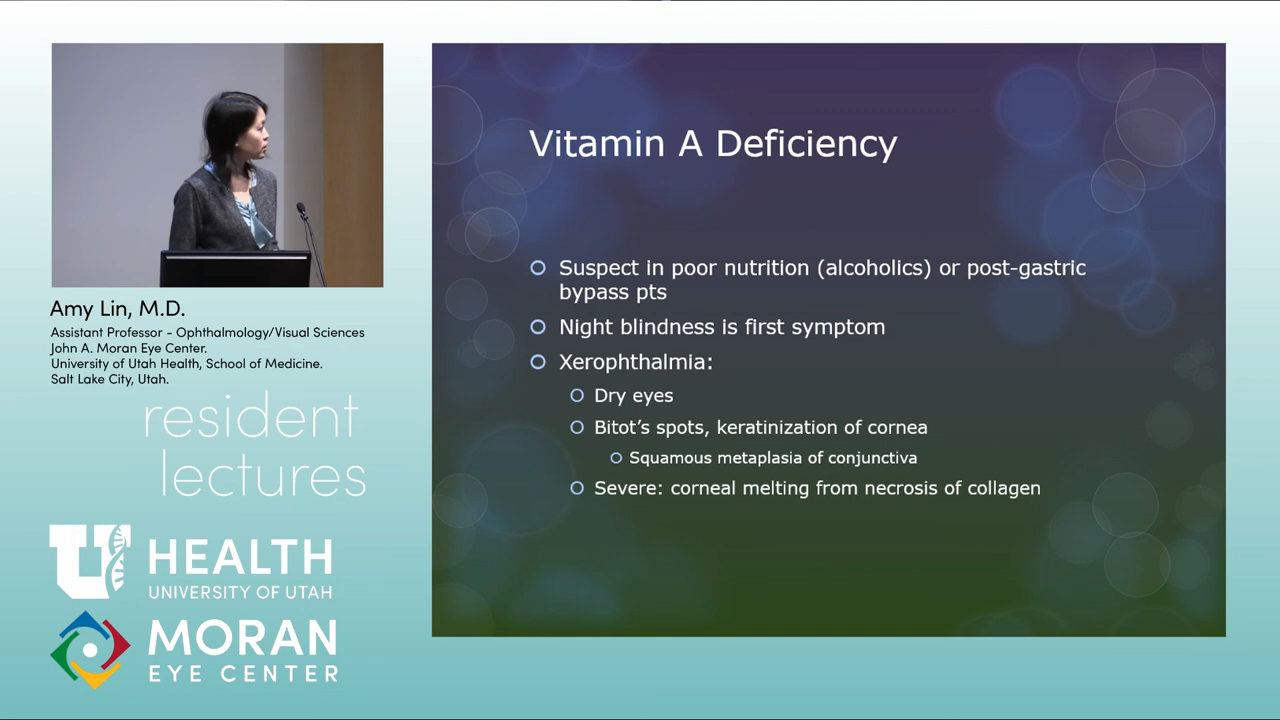 Amy Lin, M.D.
Assistant Professor - Ophthalmology/Visual Sciences
John A. Moran Eye Center.
University of Utah Health, School of Medicine.
Salt Lake City, Utah.
resident
lectures
U HEALTH
UNIVERSITY OF UTAH
MORAN
EYE CENTER
Vitamin A Deficiency
Suspect in poor nutrition (alcoholics) or post-gastric
bypass pts
Night blindness is first symptom
Xerophthalmia:
Dry eyes
Bitot's spots, keratinization of cornea
Squamous metaplasia of conjunctiva
Severe: corneal melting from necrosis of collagen